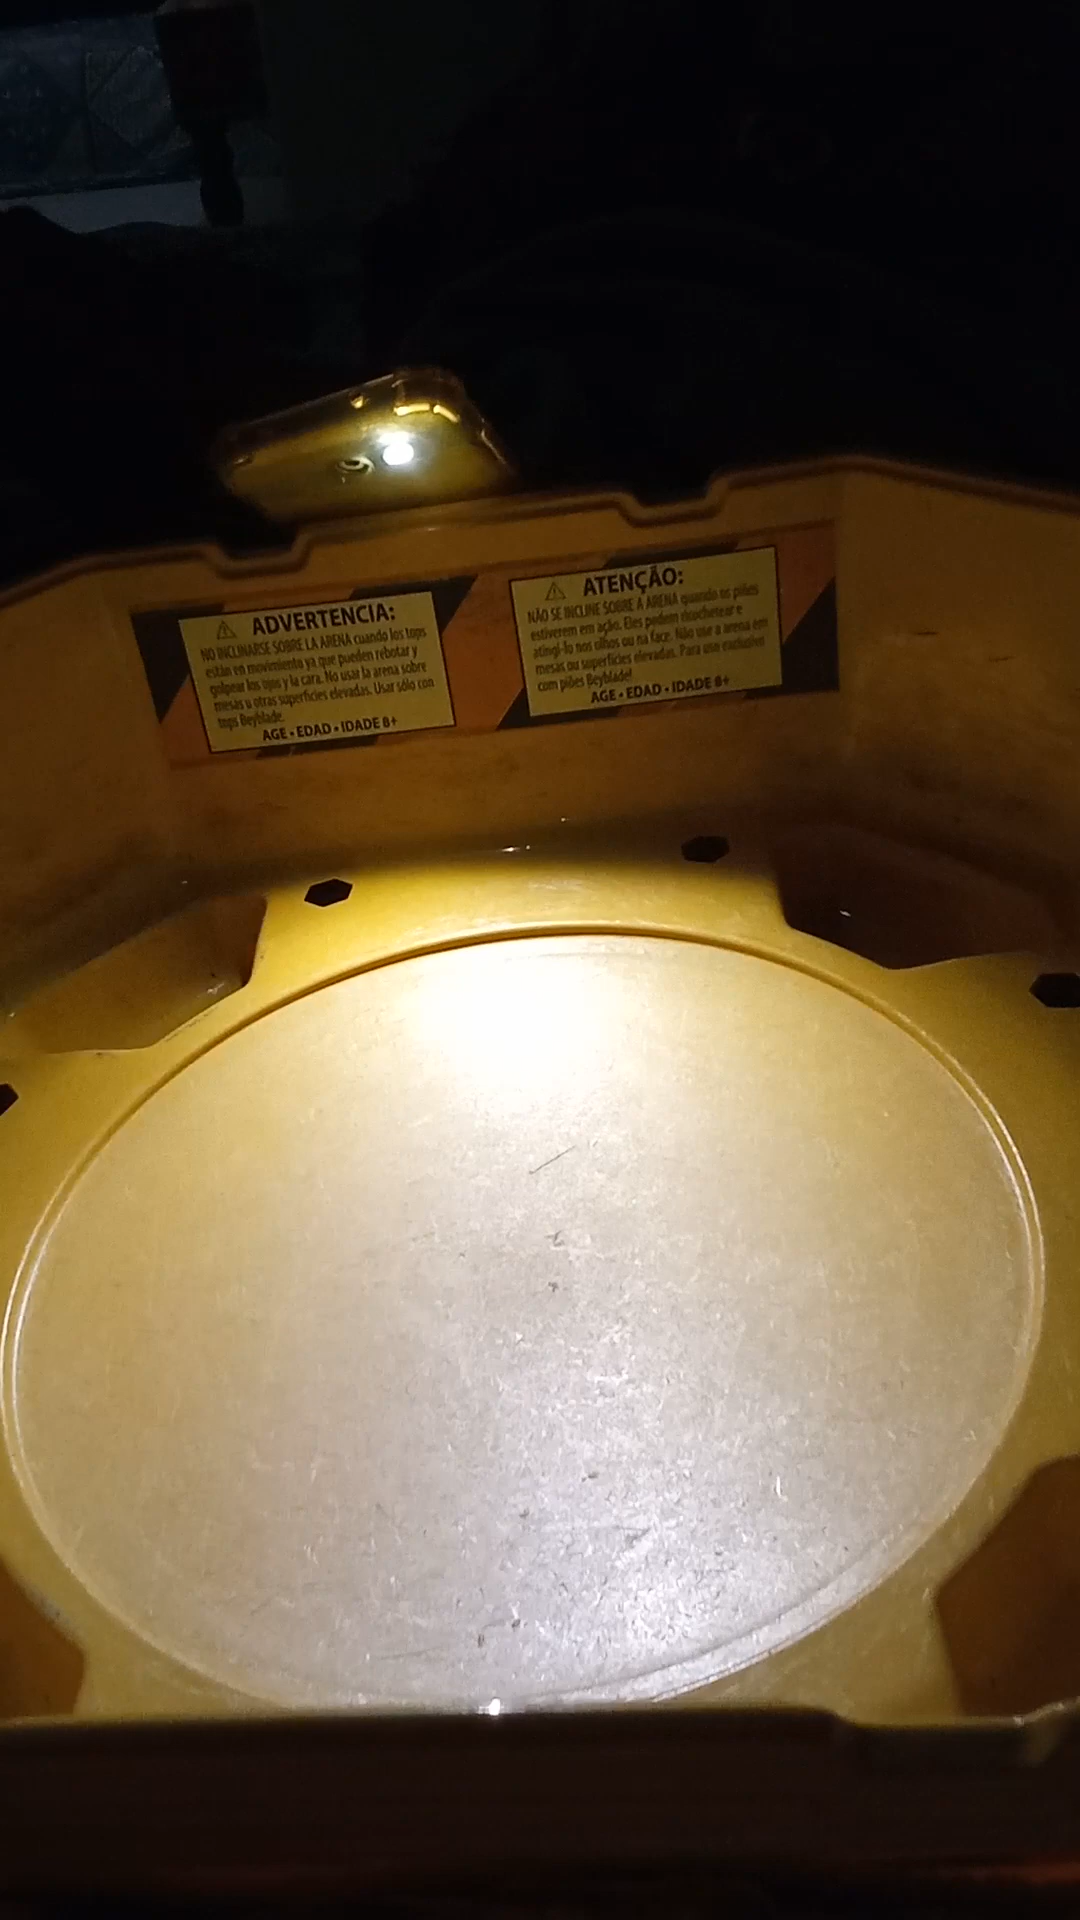 ADVERTENCIA:
NO INCLINARSE SOBRE LA ARENA cuando los tops
están en movimiento ya que pueden rebotar y
golpear los ojos y la cara. No usar la arena sobre
mesas u otras superficies elevadas. Usar sólo con
tops Beyblade.
AGE • EDAD • IDADE 8+
ATENÇÃO:
NÃO SE INCLINE SOBRE A ARENA quando os piões
estiverem em ação. Eles podem ricochetear e
atingi-lo nos olhos ou na face. Não use a arena em
mesas ou superfícies elevadas. Para uso exclusivo
com piões Beyblade!
AGE • EDAD • IDADE 8+